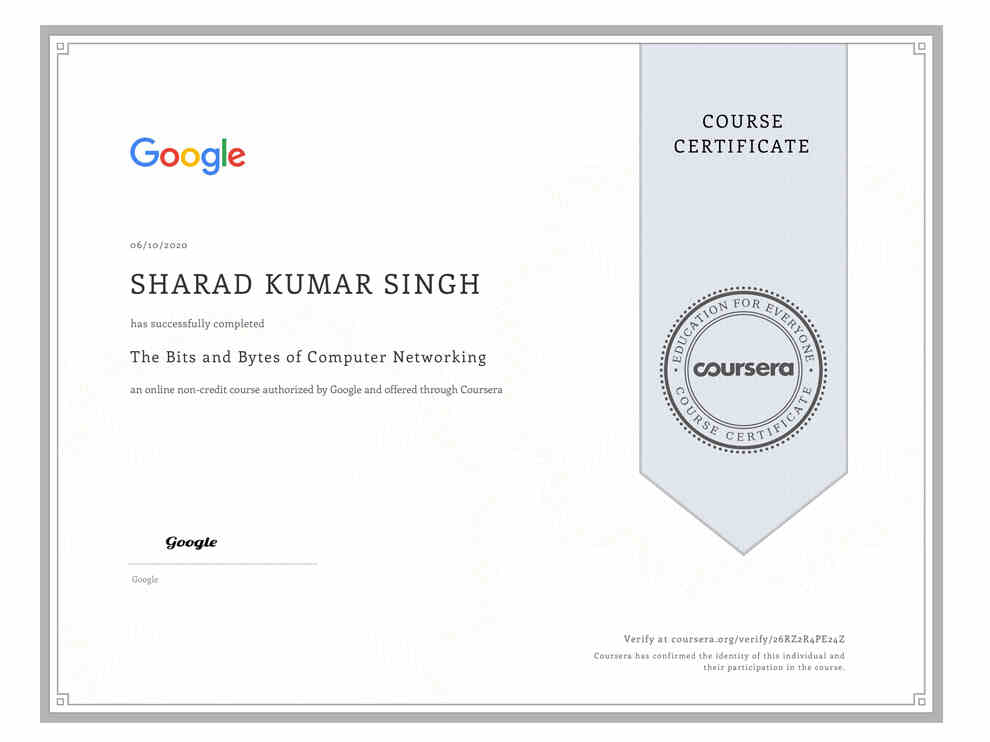 Google
COURSE
CERTIFICATE
06/10/2020
SHARAD KUMAR SINGH
has successfully completed
The Bits and Bytes of Computer Networking
an online non-credit course authorized by Google and offered through Coursera
EDUCATION FOR EVERYONE
coursera
COURSE CERTIFICATE
Google
Google
Verify at coursera.org/verify/26RZ2R4PE24Z
Coursera has confirmed the identity of this individual and
their participation in the course.